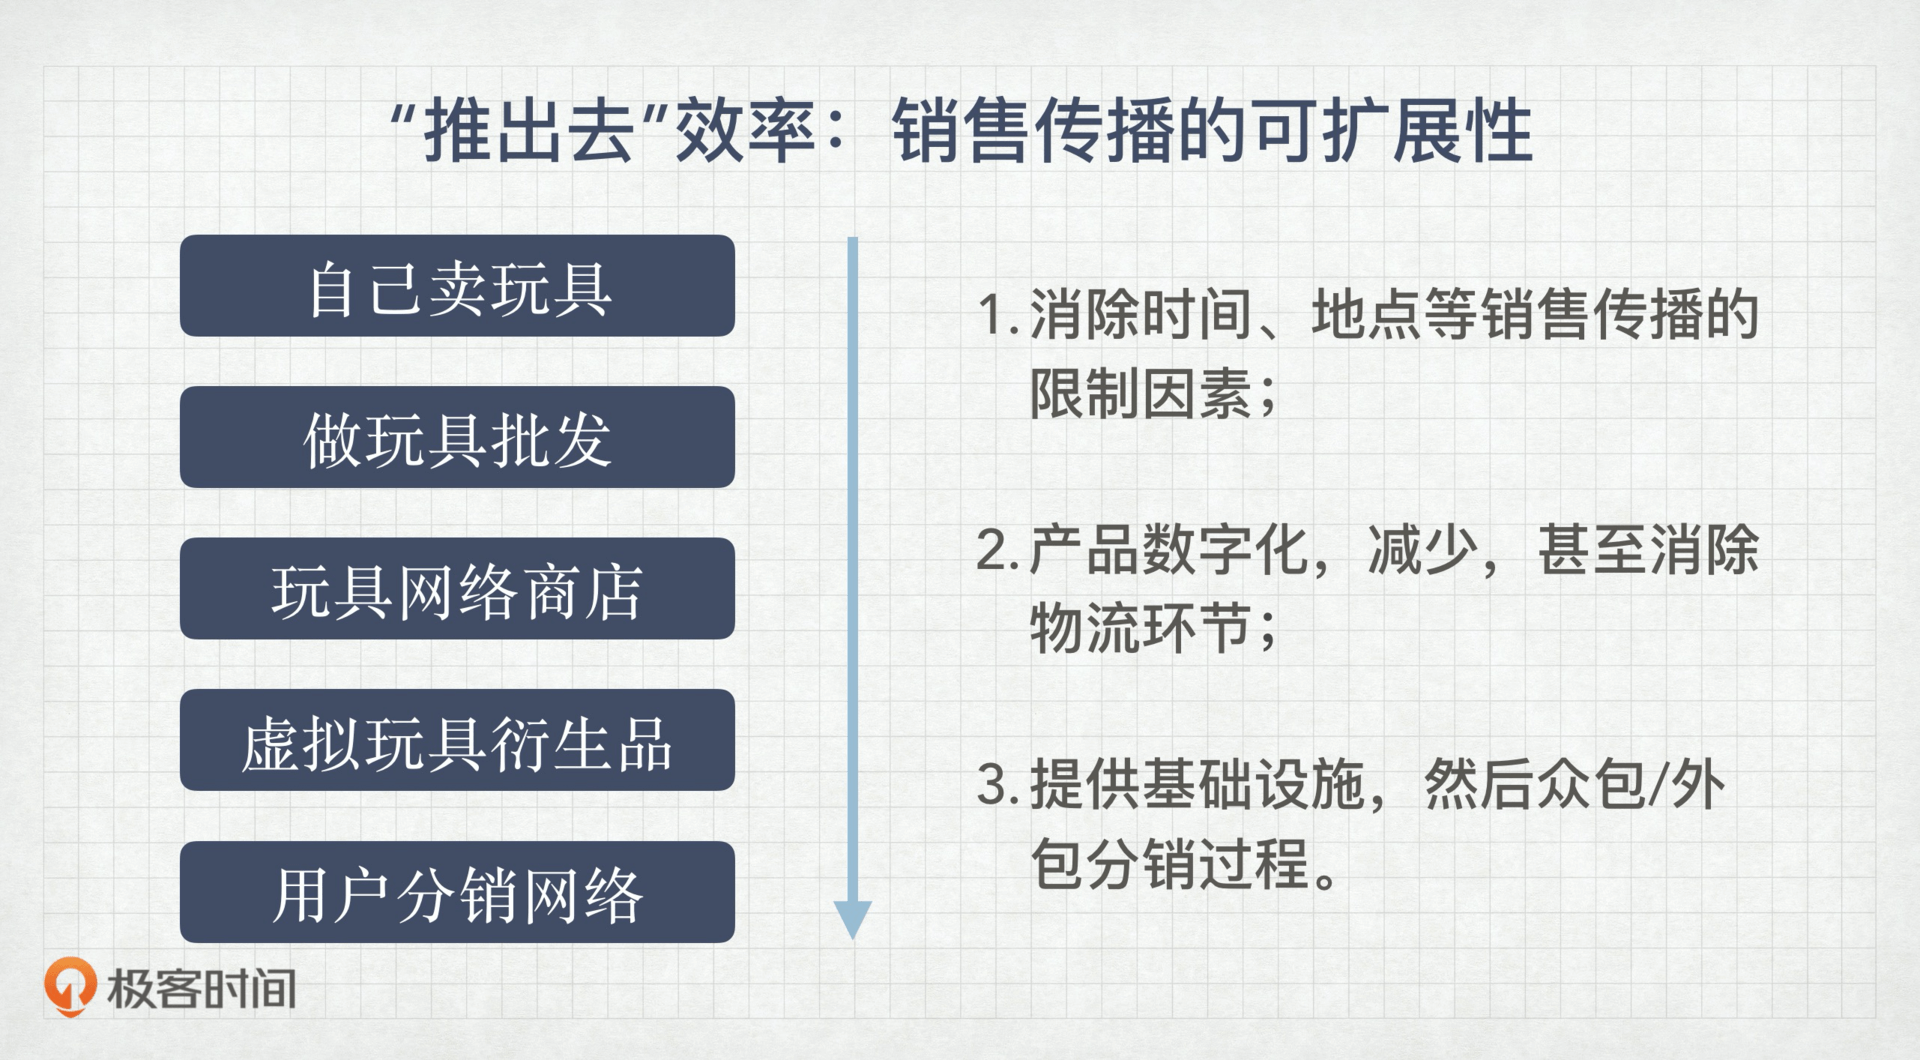 “推出去”效率：销售传播的可扩展性
自己卖玩具
做玩具批发
玩具网络商店
虚拟玩具衍生品
用户分销网络
1. 消除时间、地点等销售传播的
限制因素；
2. 产品数字化，减少，甚至消除
物流环节；
3. 提供基础设施，然后众包/外
包分销过程。
极客时间